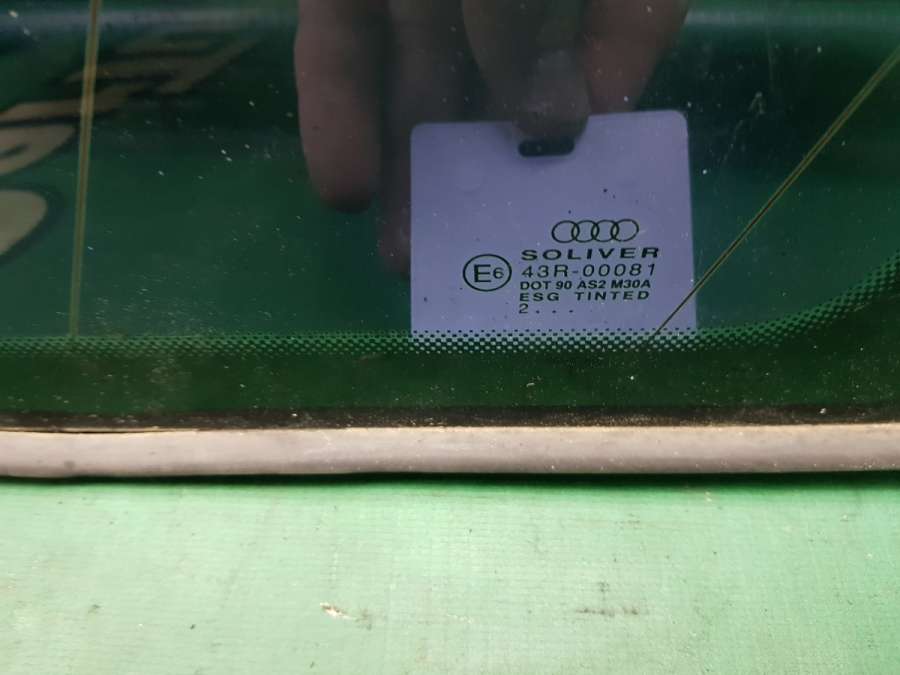 SOLIVER
E6 43R-00081
DOT 90 AS2 M30A
ESG TINTED
2 . . .